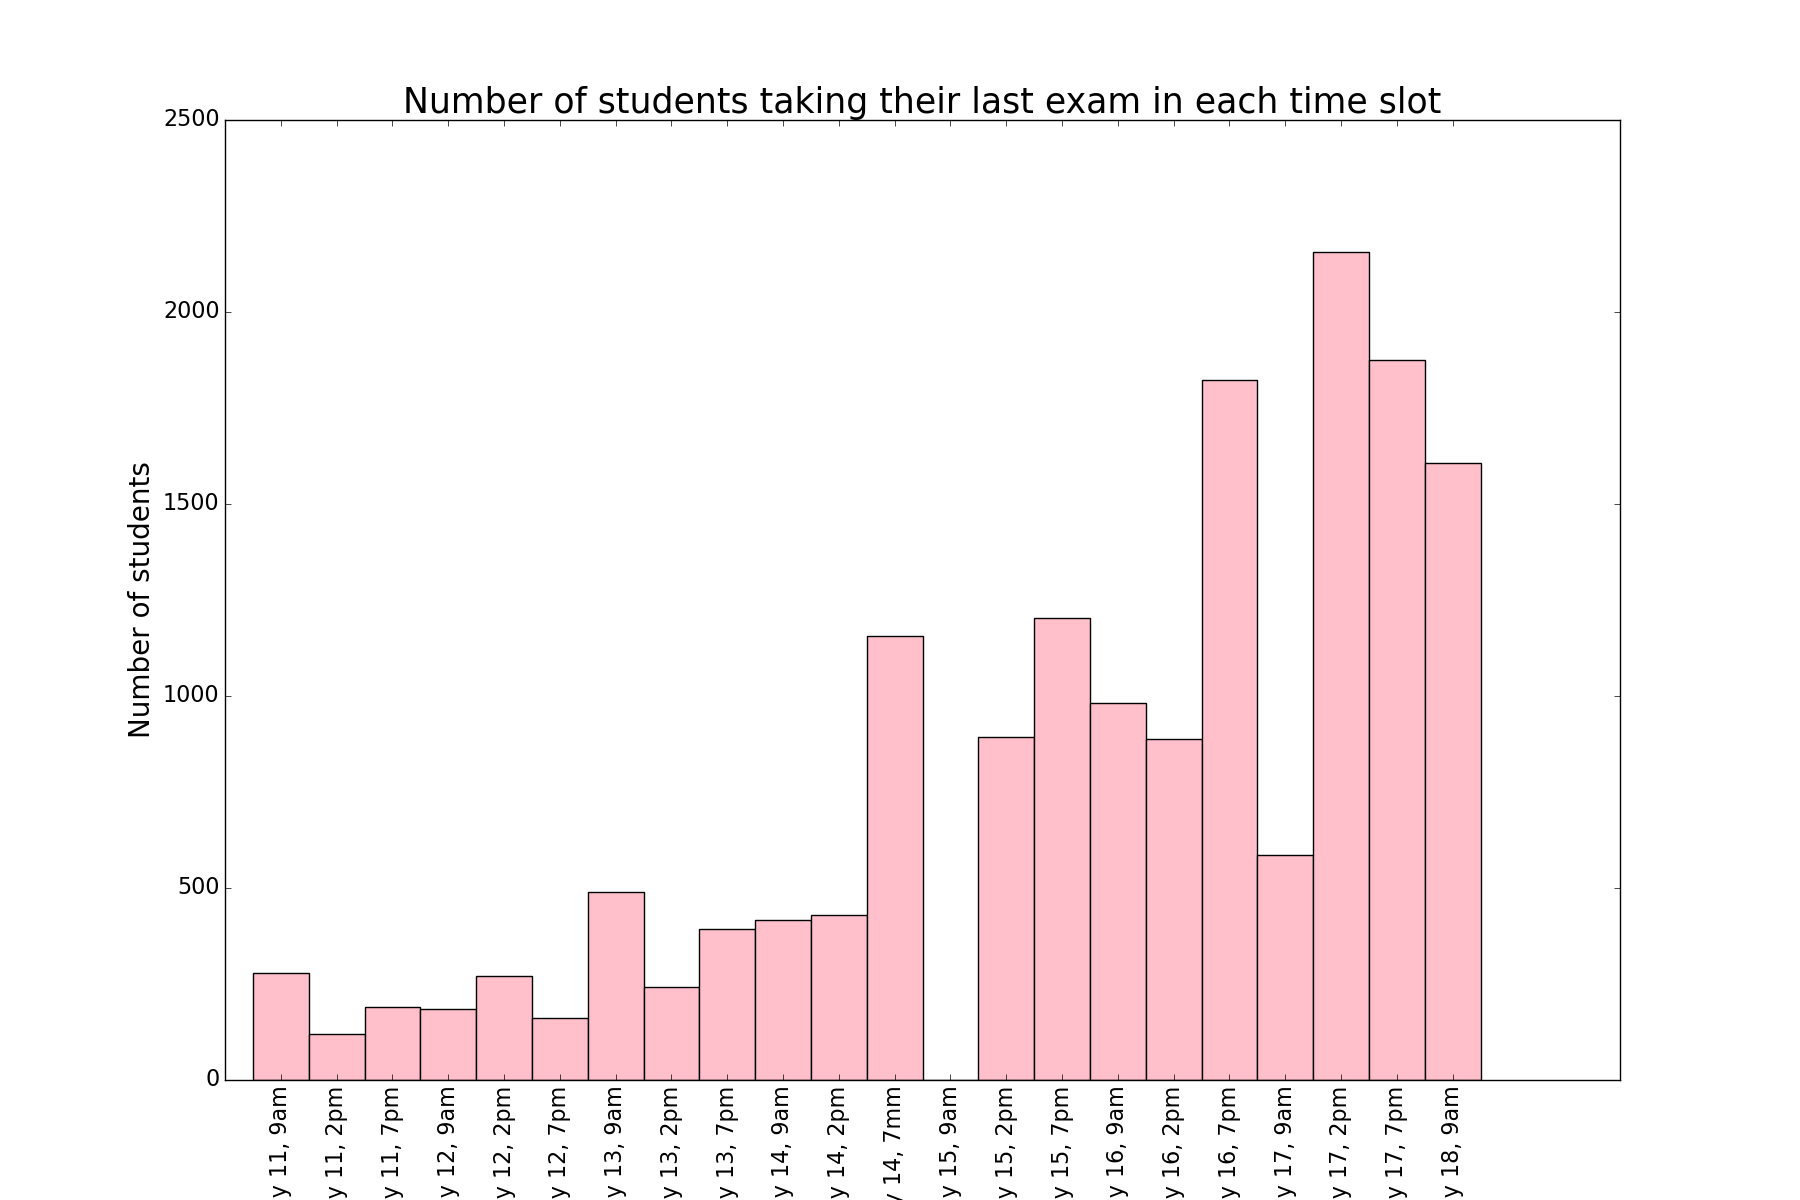 Number of students taking their last exam in each time slot
Number of students
2500
2000
1500
1000
500
0
y 11, 9am
y 11, 2pm
y 11, 7pm
y 12, 9am
y 12, 2pm
y 12, 7pm
y 13, 9am
y 13, 2pm
y 13, 7pm
y 14, 9am
y 14, 2pm
y 14, 7mm
y 15, 9am
y 15, 2pm
y 15, 7pm
y 16, 9am
y 16, 2pm
y 16, 7pm
y 17, 9am
y 17, 2pm
y 17, 7pm
y 18, 9am